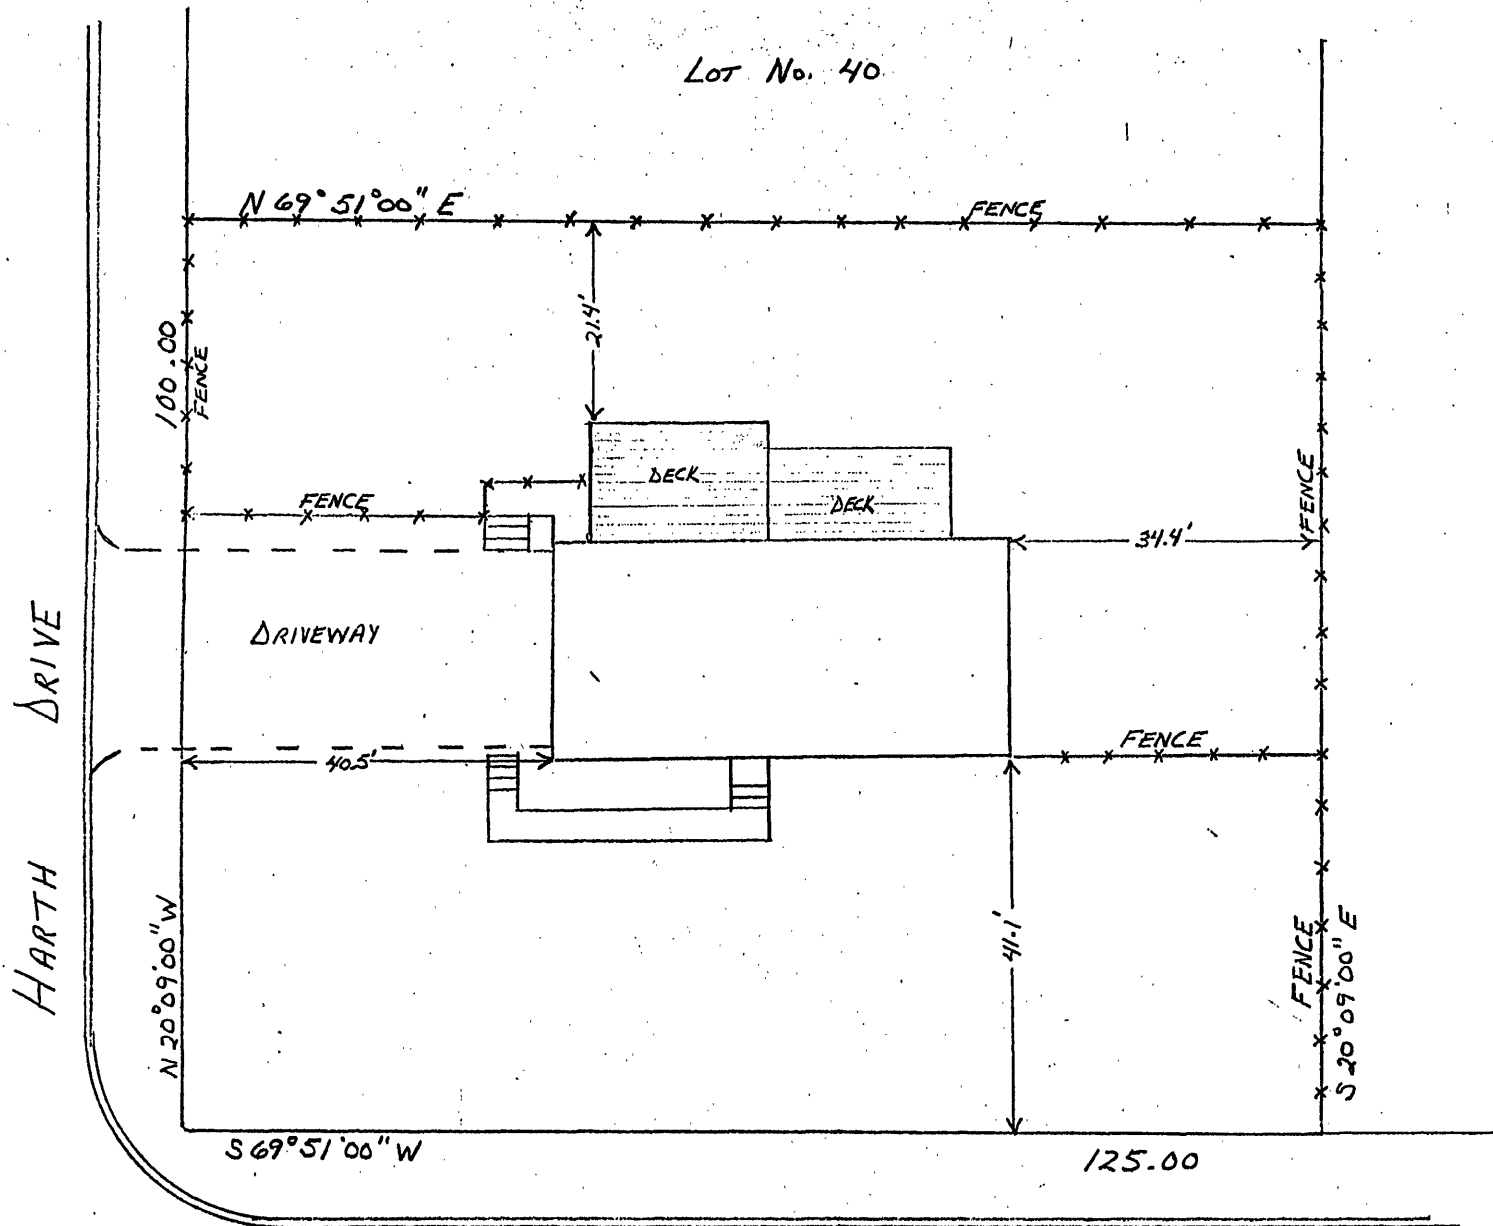 LOT No. 40
N 69° 51° 00" E
FENCE
21.4'
100.00
FENCE
DECK
DECK
FENCE
FENCE
34.4'
DRIVEWAY
HARTH DRIVE
FENCE
40.5'
41.1'
N 20° 09' 00" W
FENCE
S 20° 09' 00" E
S 69° 51' 00" W
125.00